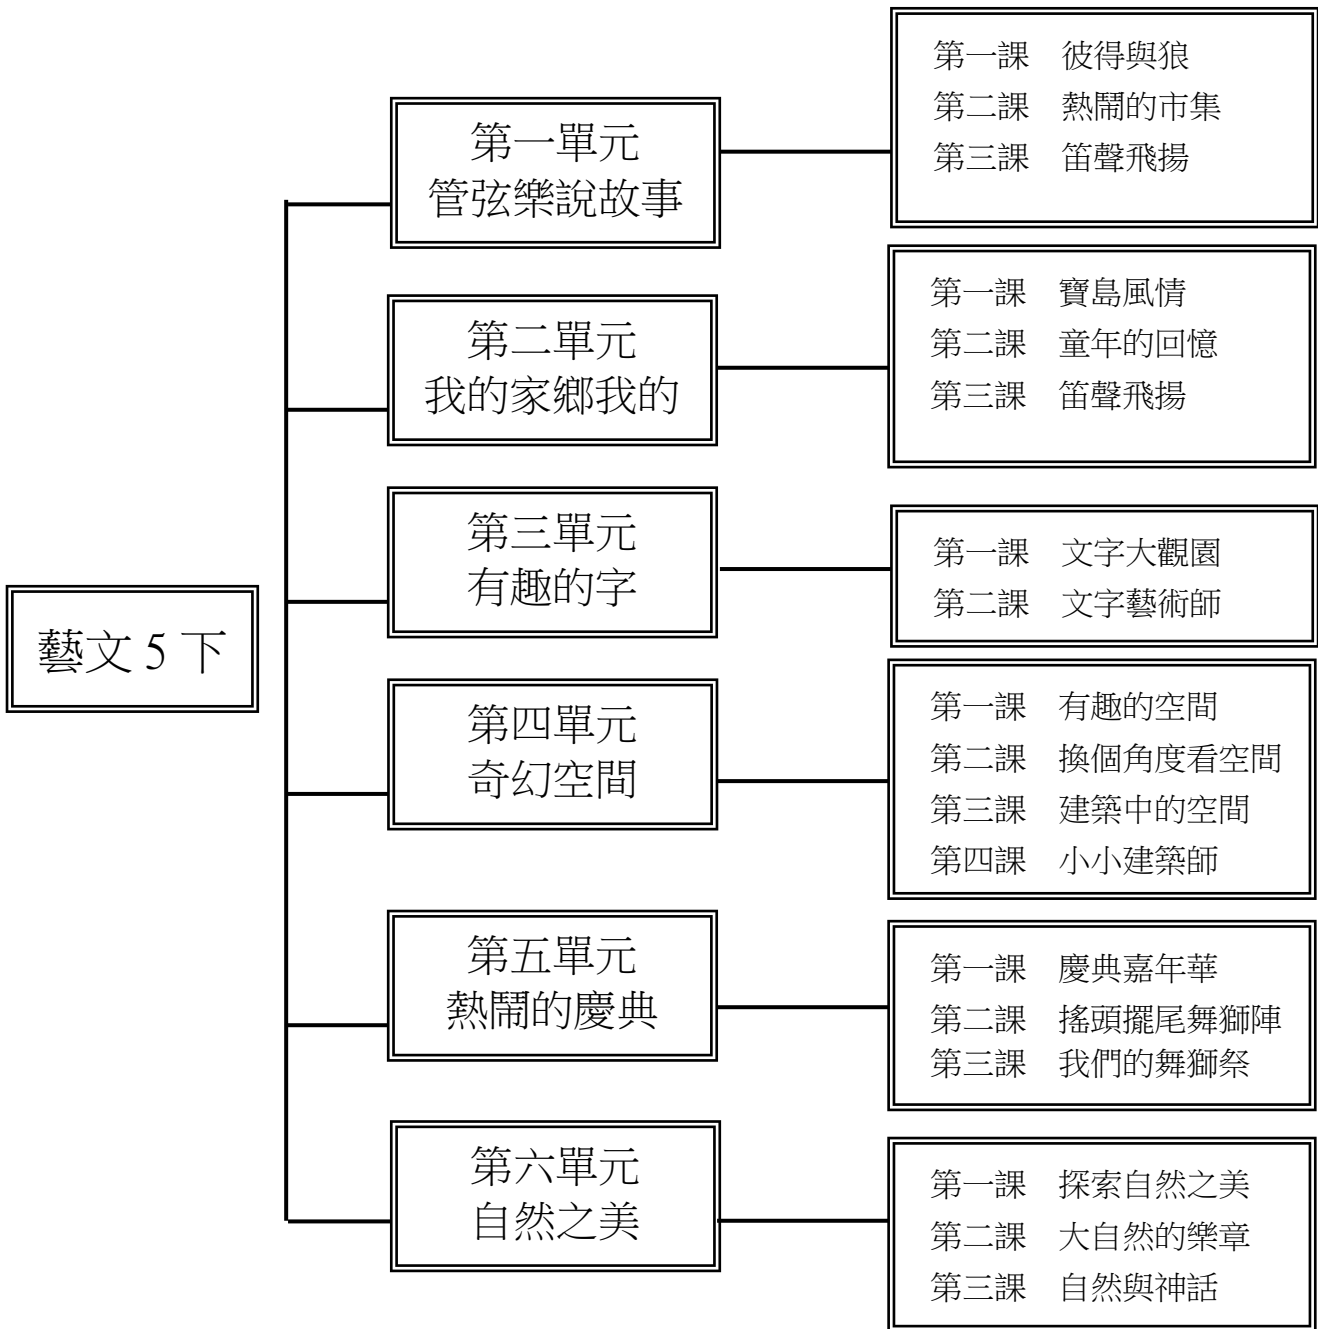 藝文 5 下
第一單元
管弦樂說故事
第一課 彼得與狼
第二課 熱鬧的市集
第三課 笛聲飛揚
第二單元
我的家鄉我的
第一課 寶島風情
第二課 童年的回憶
第三課 笛聲飛揚
第三單元
有趣的字
第一課 文字大觀園
第二課 文字藝術師
第四單元
奇幻空間
第一課 有趣的空間
第二課 換個角度看空間
第三課 建築中的空間
第四課 小小建築師
第五單元
熱鬧的慶典
第一課 慶典嘉年華
第二課 搖頭擺尾舞獅陣
第三課 我們的舞獅祭
第六單元
自然之美
第一課 探索自然之美
第二課 大自然的樂章
第三課 自然與神話